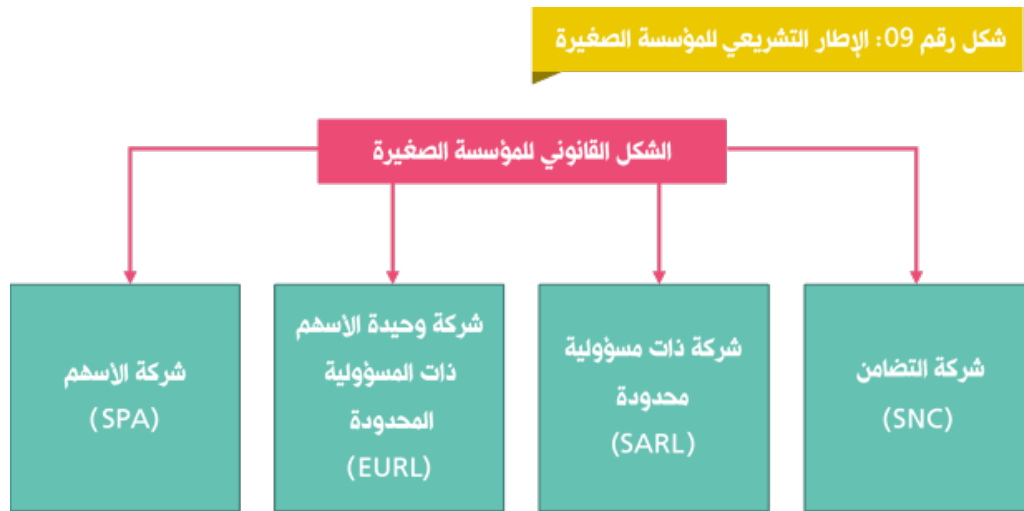 شكل رقم 09: الإطار التشريعي للمؤسسة الصغيرة
الشكل القانوني للمؤسسة الصغيرة
شركة التضامن
(SNC)
شركة ذات مسؤولية
محدودة
(SARL)
شركة وحيدة الأسهم
ذات المسؤولية
المحدودة
(EURL)
شركة الأسهم
(SPA)